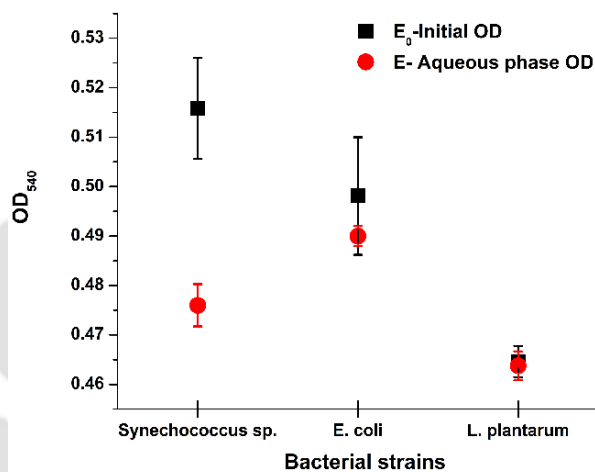 E₀-Initial OD
E- Aqueous phase OD
0.53
0.52
0.51
0.50
0.49
0.48
0.47
0.46
OD₅₄₀
Synechococcus sp.
E. coli
L. plantarum
Bacterial strains